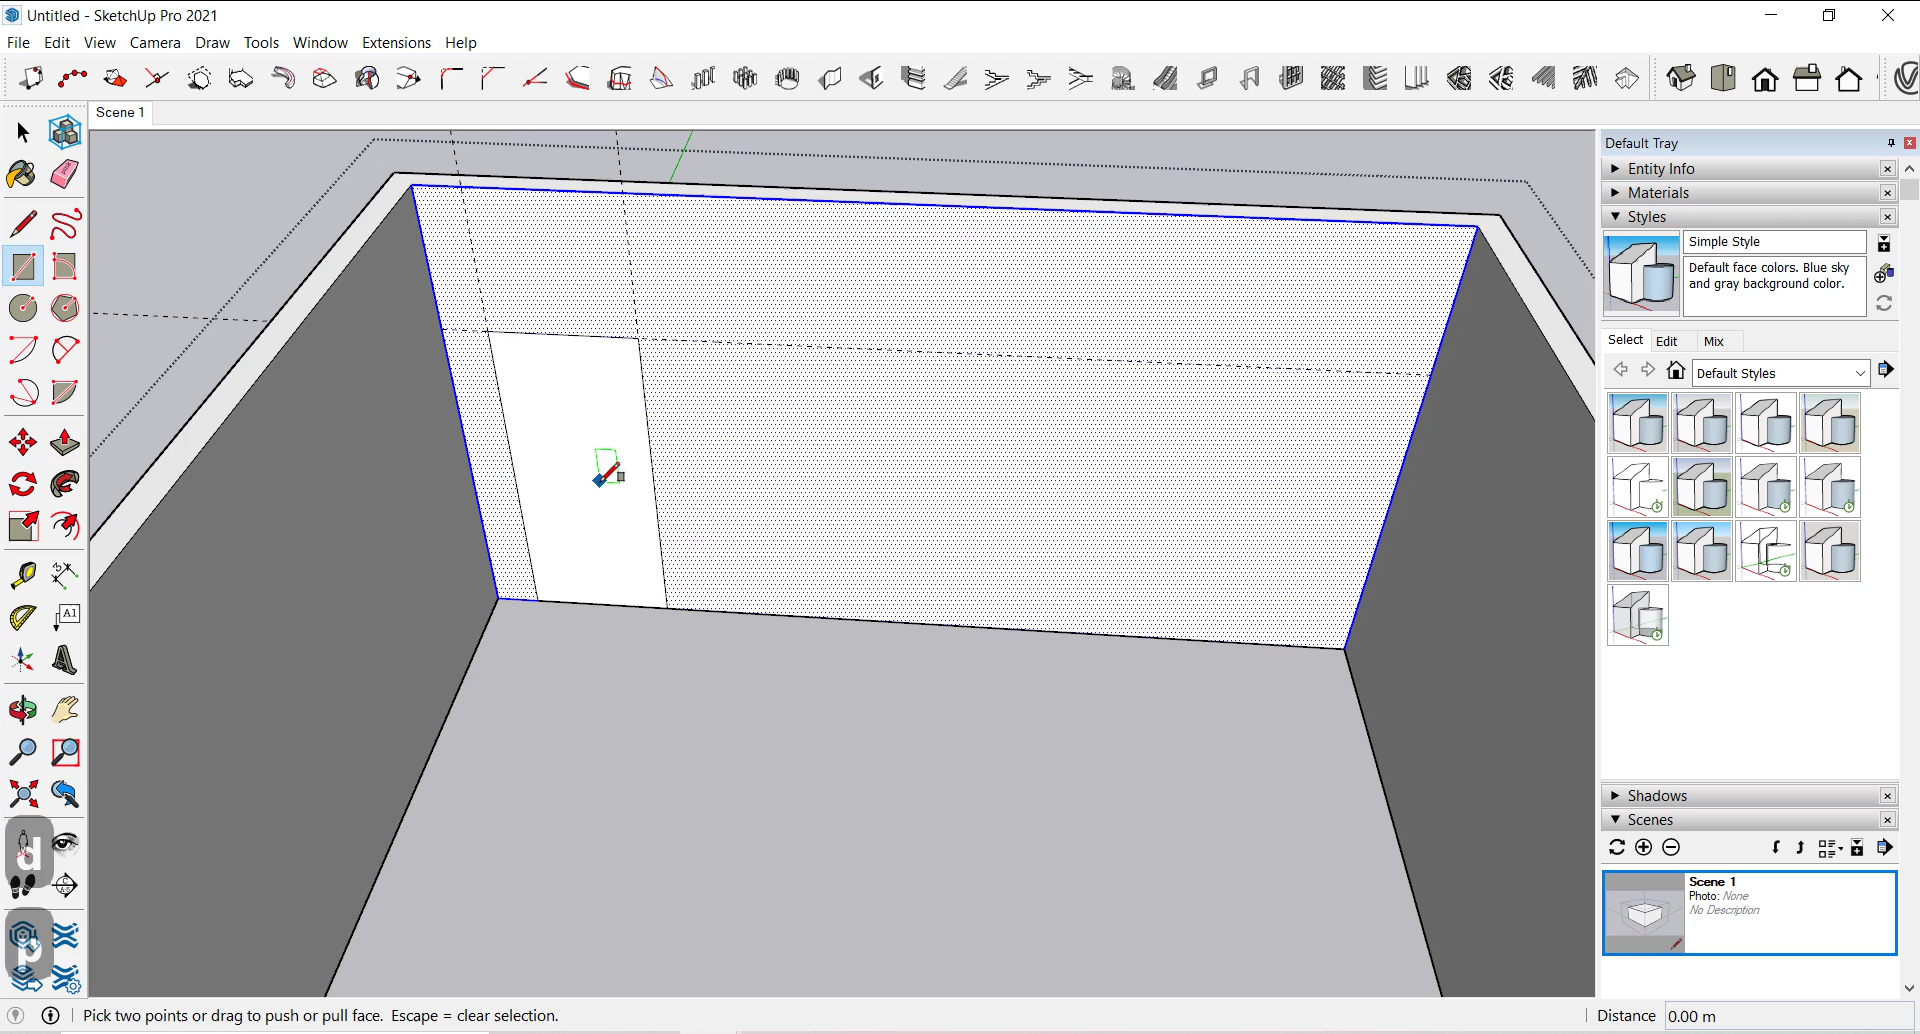 Untitled - SketchUp Pro 2021
File Edit View Camera Draw Tools Window Extensions Help
Scene 1
Default Tray
Entity Info
Materials
Styles
Simple Style
Default face colors. Blue sky
and gray background color.
Select Edit Mix
Default Styles
A1
Shadows
Scenes
Scene 1
Photo: None
No Description
d
p
Pick two points or drag to push or pull face. Escape = clear selection.
Distance 0.00 m